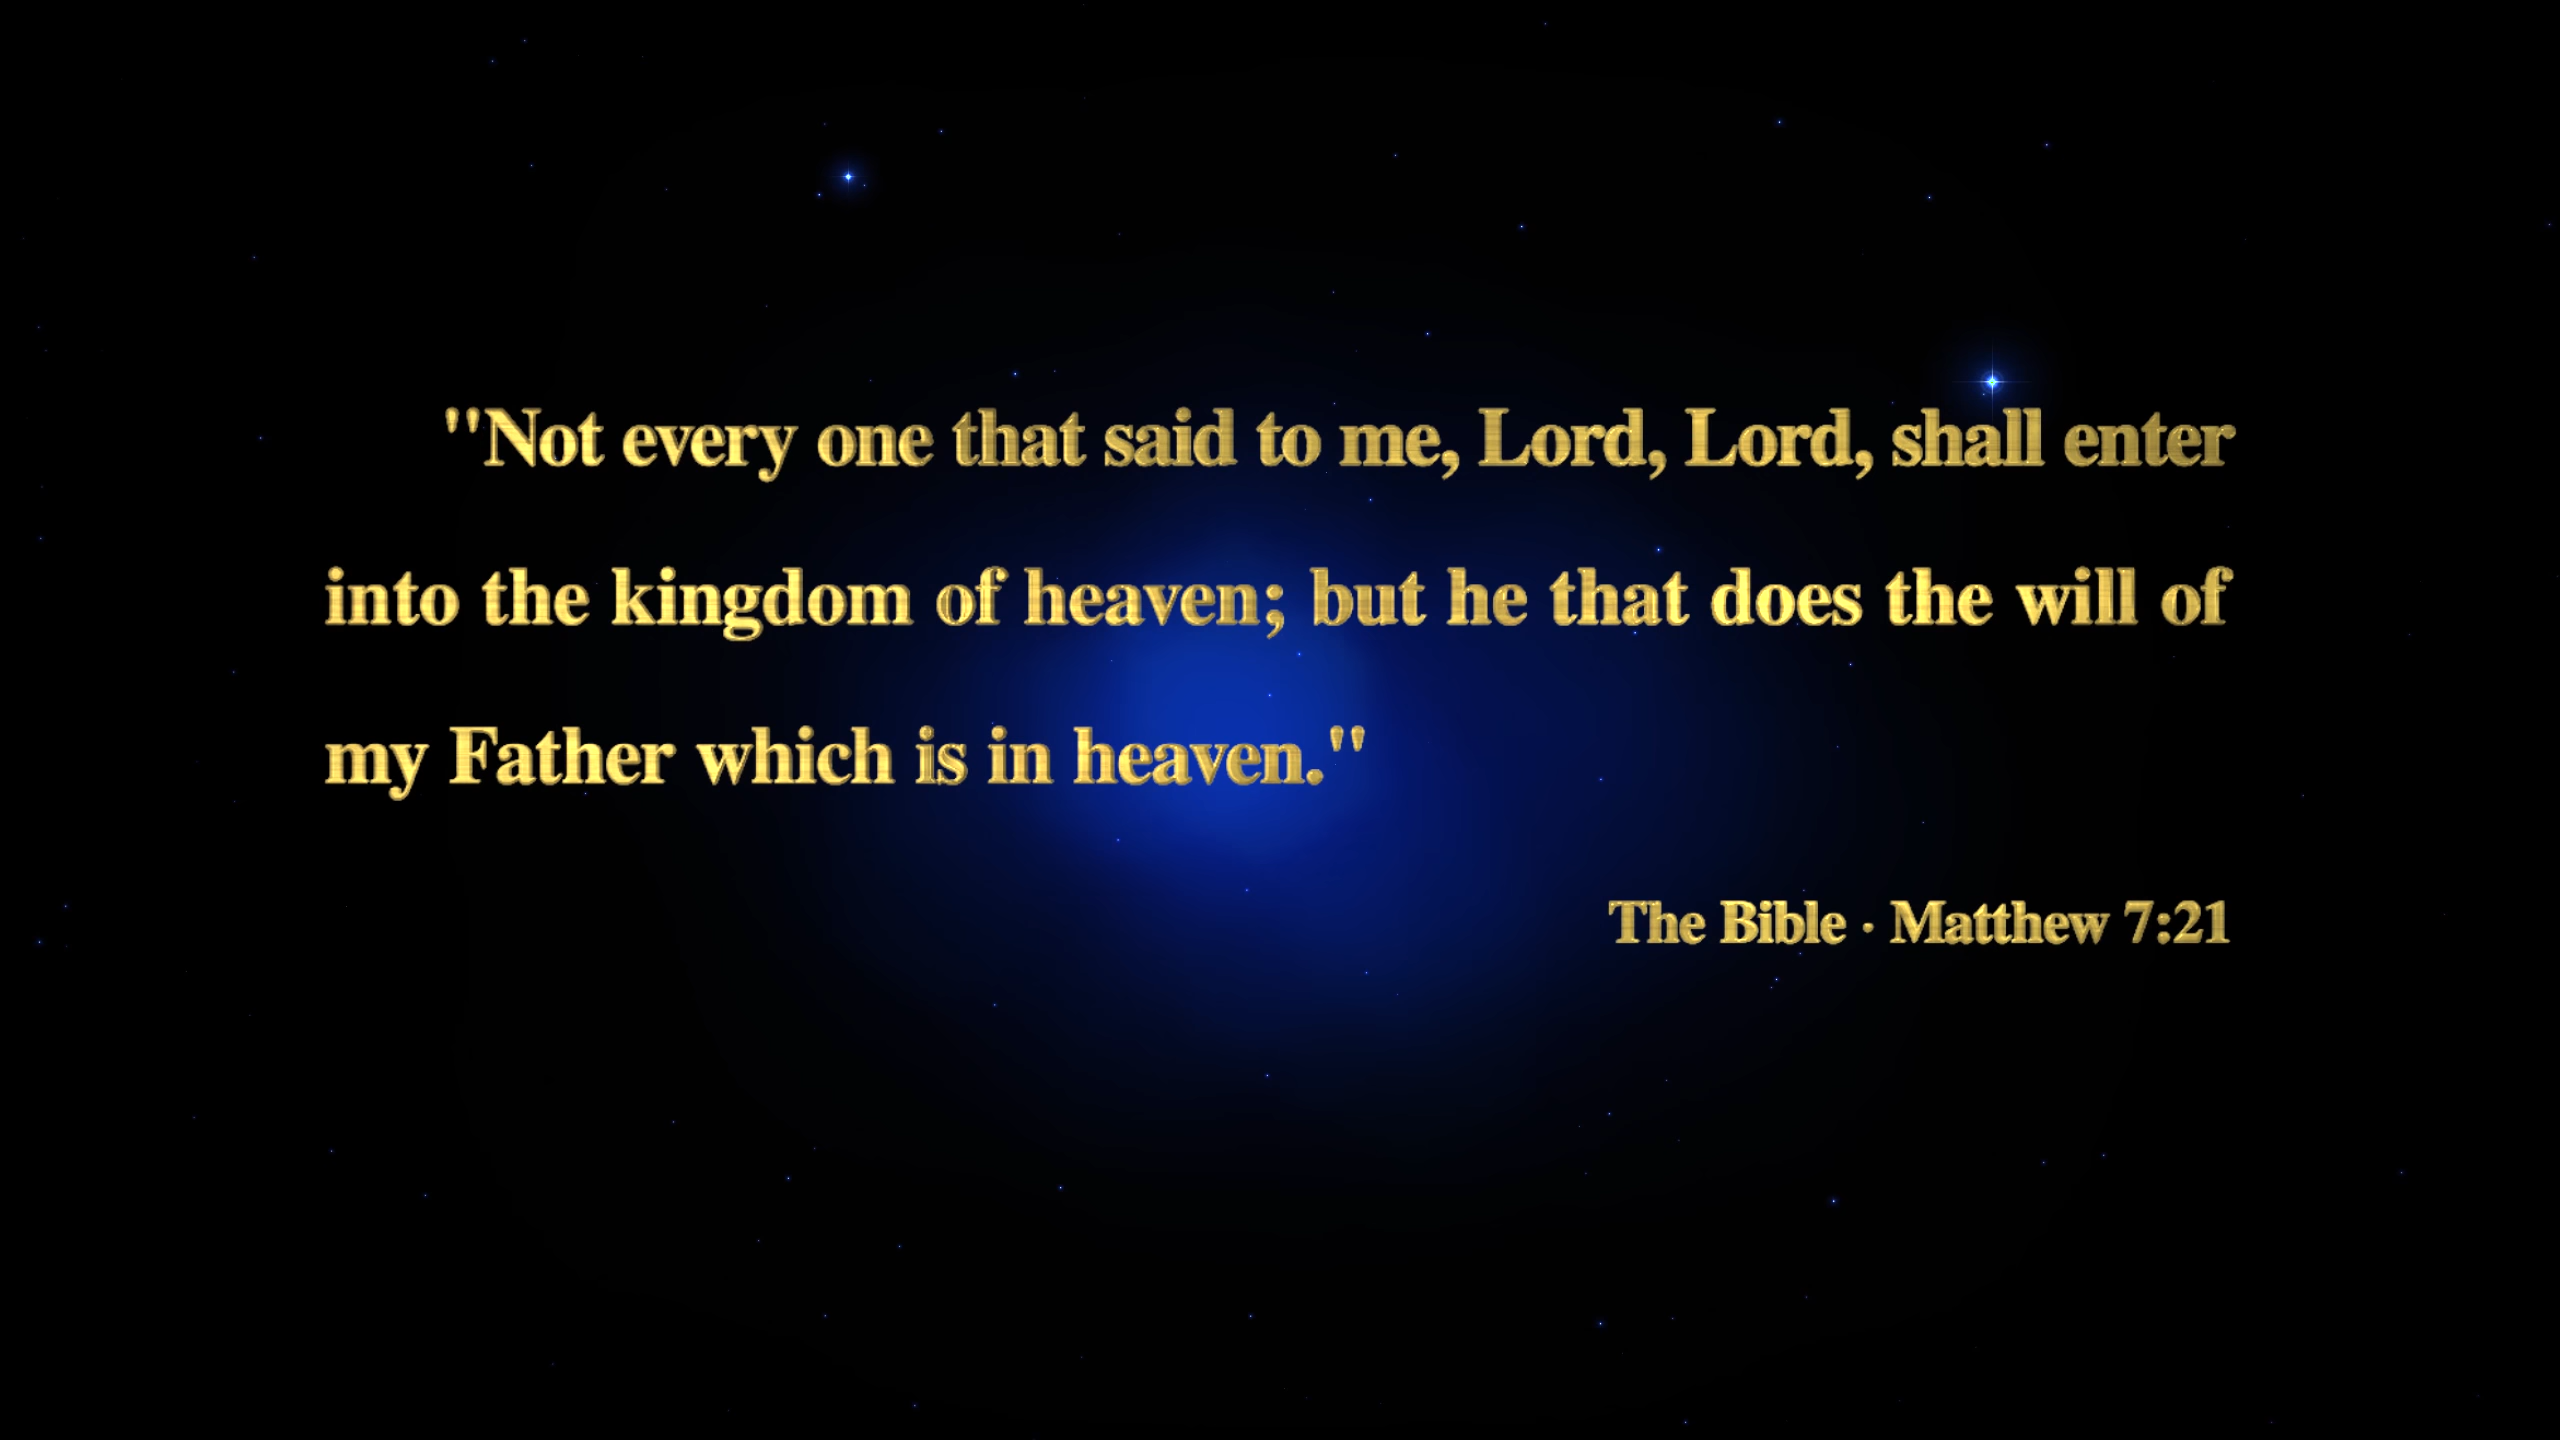 "Not every one that said to me, Lord, Lord, shall enter
into the kingdom of heaven; but he that does the will of
my Father which is in heaven."
The Bible · Matthew 7:21